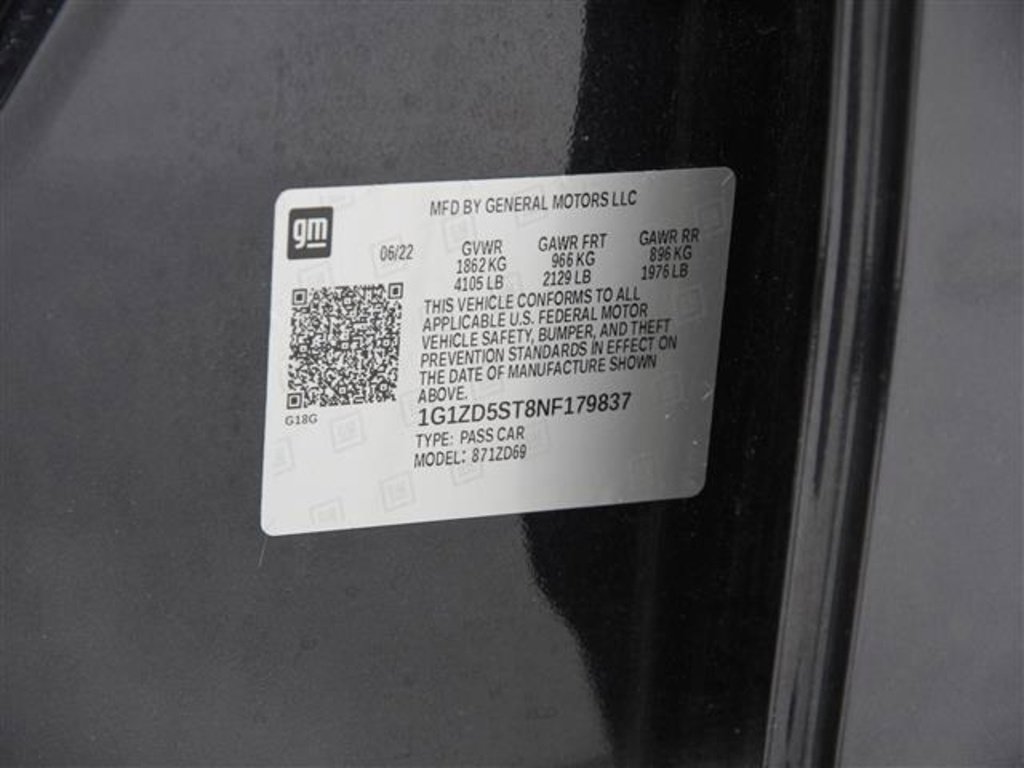 gm
MFD BY GENERAL MOTORS LLC
06/22
GVWR GAWR FRT GAWR RR
1862 KG 966 KG 896 KG
4105 LB 2129 LB 1976 LB
THIS VEHICLE CONFORMS TO ALL
APPLICABLE U.S. FEDERAL MOTOR
VEHICLE SAFETY, BUMPER, AND THEFT
PREVENTION STANDARDS IN EFFECT ON
THE DATE OF MANUFACTURE SHOWN
ABOVE.
G18G
1G1ZD5ST8NF179837
TYPE: PASS CAR
MODEL: 871ZD69